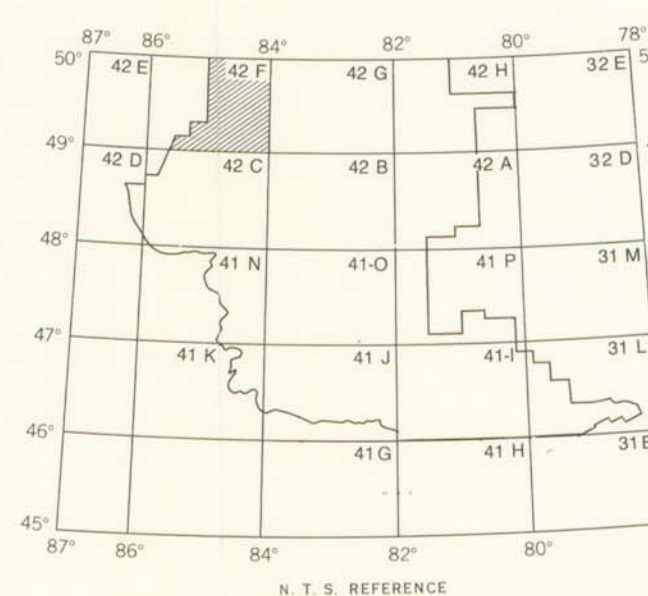 87° 86° 84° 82° 80° 78°
50° 42 E 42 F 42 G 42 H 32 E 5
49° 42 D 42 C 42 B 42 A 32 D
48° 41 N 41-O 41 P 31 M
47° 41 K 41 J 41-I 31 L
46° 41 G 41 H 31 E
45°
87° 86° 84° 82° 80°
N. T. S. REFERENCE